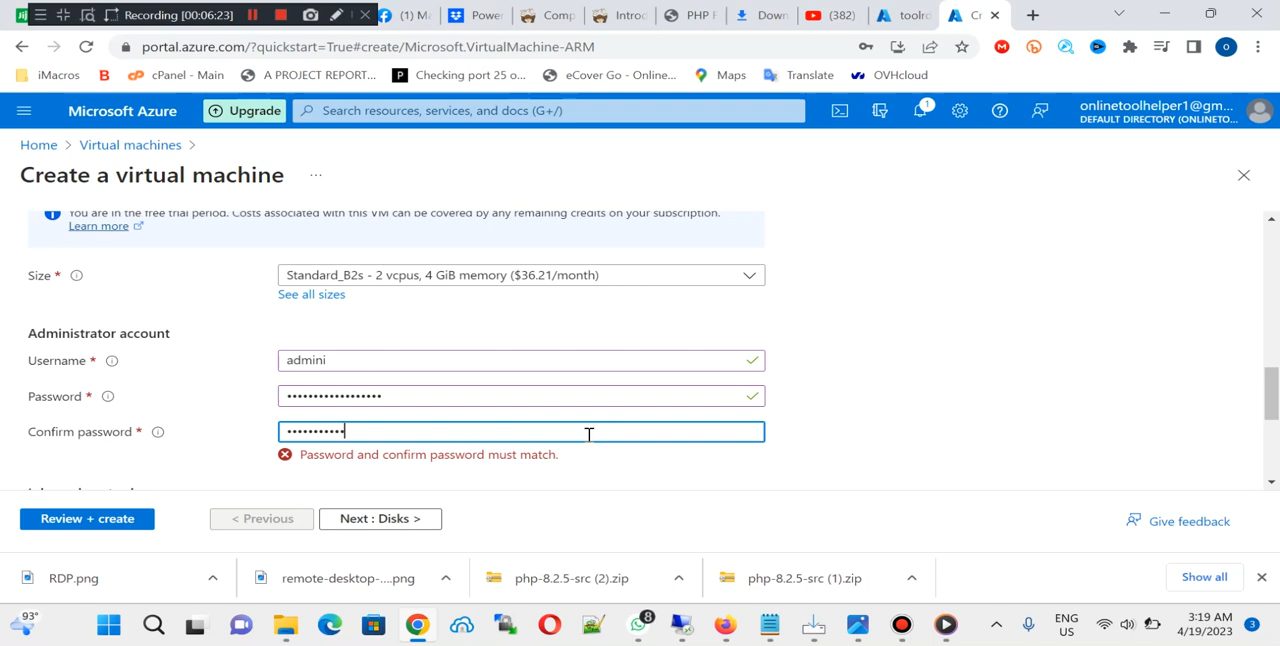 Recording [00:06:23]
(1) Ma
Power
Comp
Introd
PHP F
Down
(382)
toolro
Cr
portal.azure.com/?quickstart=True#create/Microsoft.VirtualMachine-ARM
iMacros
cPanel - Main
A PROJECT REPORT...
Checking port 25 o...
eCover Go - Online...
Maps
Translate
OVHcloud
Microsoft Azure
Upgrade
Search resources, services, and docs (G+/)
1
onlinetoolhelper1@gm...
DEFAULT DIRECTORY (ONLINETO...
Home > Virtual machines >
Create a virtual machine ...
You are in the free trial period. Costs associated with this VM can be covered by any remaining credits on your subscription.
Learn more
Size *
Standard_B2s - 2 vcpus, 4 GiB memory ($36.21/month)
See all sizes
Administrator account
Username *
admini
Password *
Confirm password *
Password and confirm password must match.
Review + create
< Previous
Next : Disks >
Give feedback
RDP.png
remote-desktop-....png
php-8.2.5-src (2).zip
php-8.2.5-src (1).zip
Show all
93°
8
ENG
US
3:19 AM
4/19/2023
3